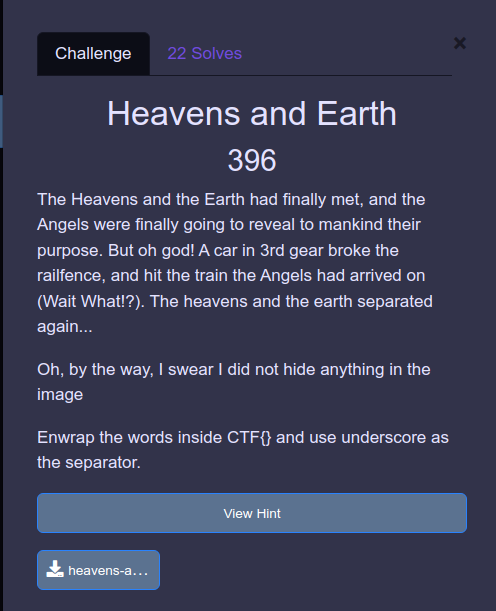 Challenge
22 Solves
×
Heavens and Earth
396
The Heavens and the Earth had finally met, and the
Angels were finally going to reveal to mankind their
purpose. But oh god! A car in 3rd gear broke the
railfence, and hit the train the Angels had arrived on
(Wait What!?). The heavens and the earth separated
again...
Oh, by the way, I swear I did not hide anything in the
image
Enwrap the words inside CTF{} and use underscore as
the separator.
View Hint
heavens-a...